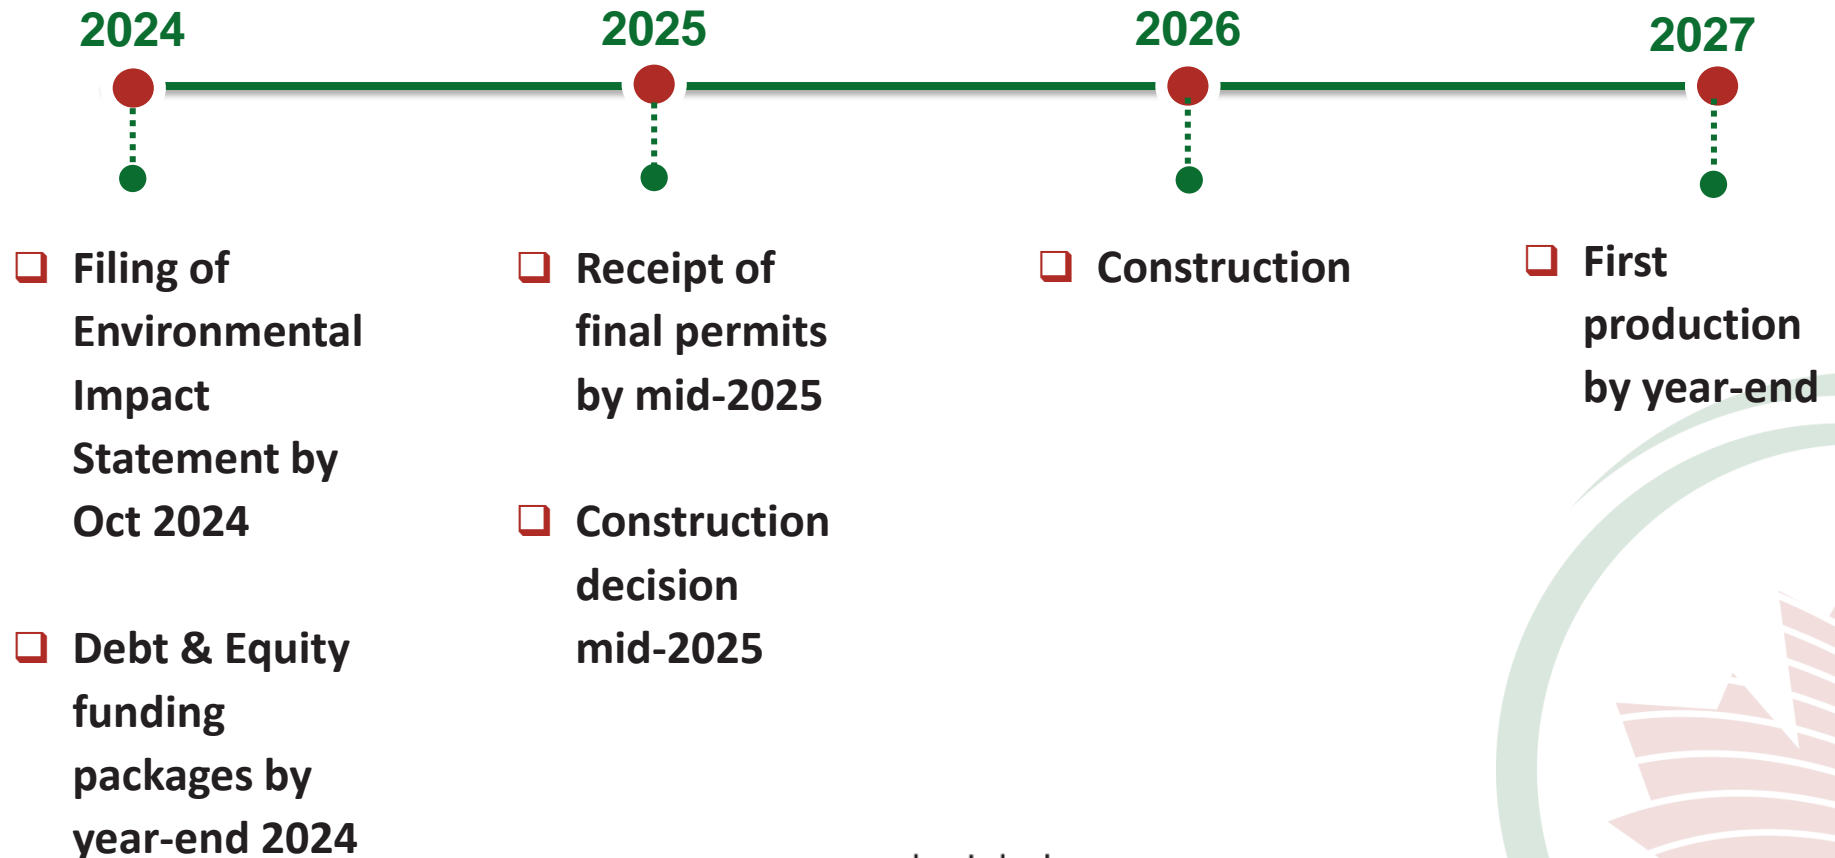 2024
2025
2026
2027
Filing of
Environmental
Impact
Statement by
Oct 2024
Debt & Equity
funding
packages by
year-end 2024
Receipt of
final permits
by mid-2025
Construction
decision
mid-2025
Construction
First
production
by year-end